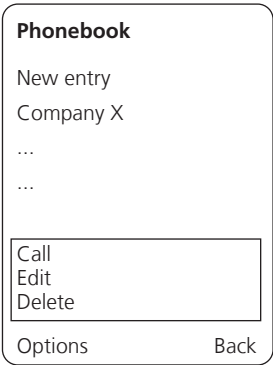 Phonebook
New entry
Company X
...
...
Call
Edit
Delete
Options Back